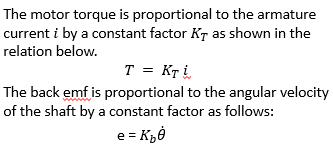 The motor torque is proportional to the armature
current i by a constant factor K_T as shown in the
relation below.
T = K_T i
The back emf is proportional to the angular velocity
of the shaft by a constant factor as follows:
e = K_b θ̇